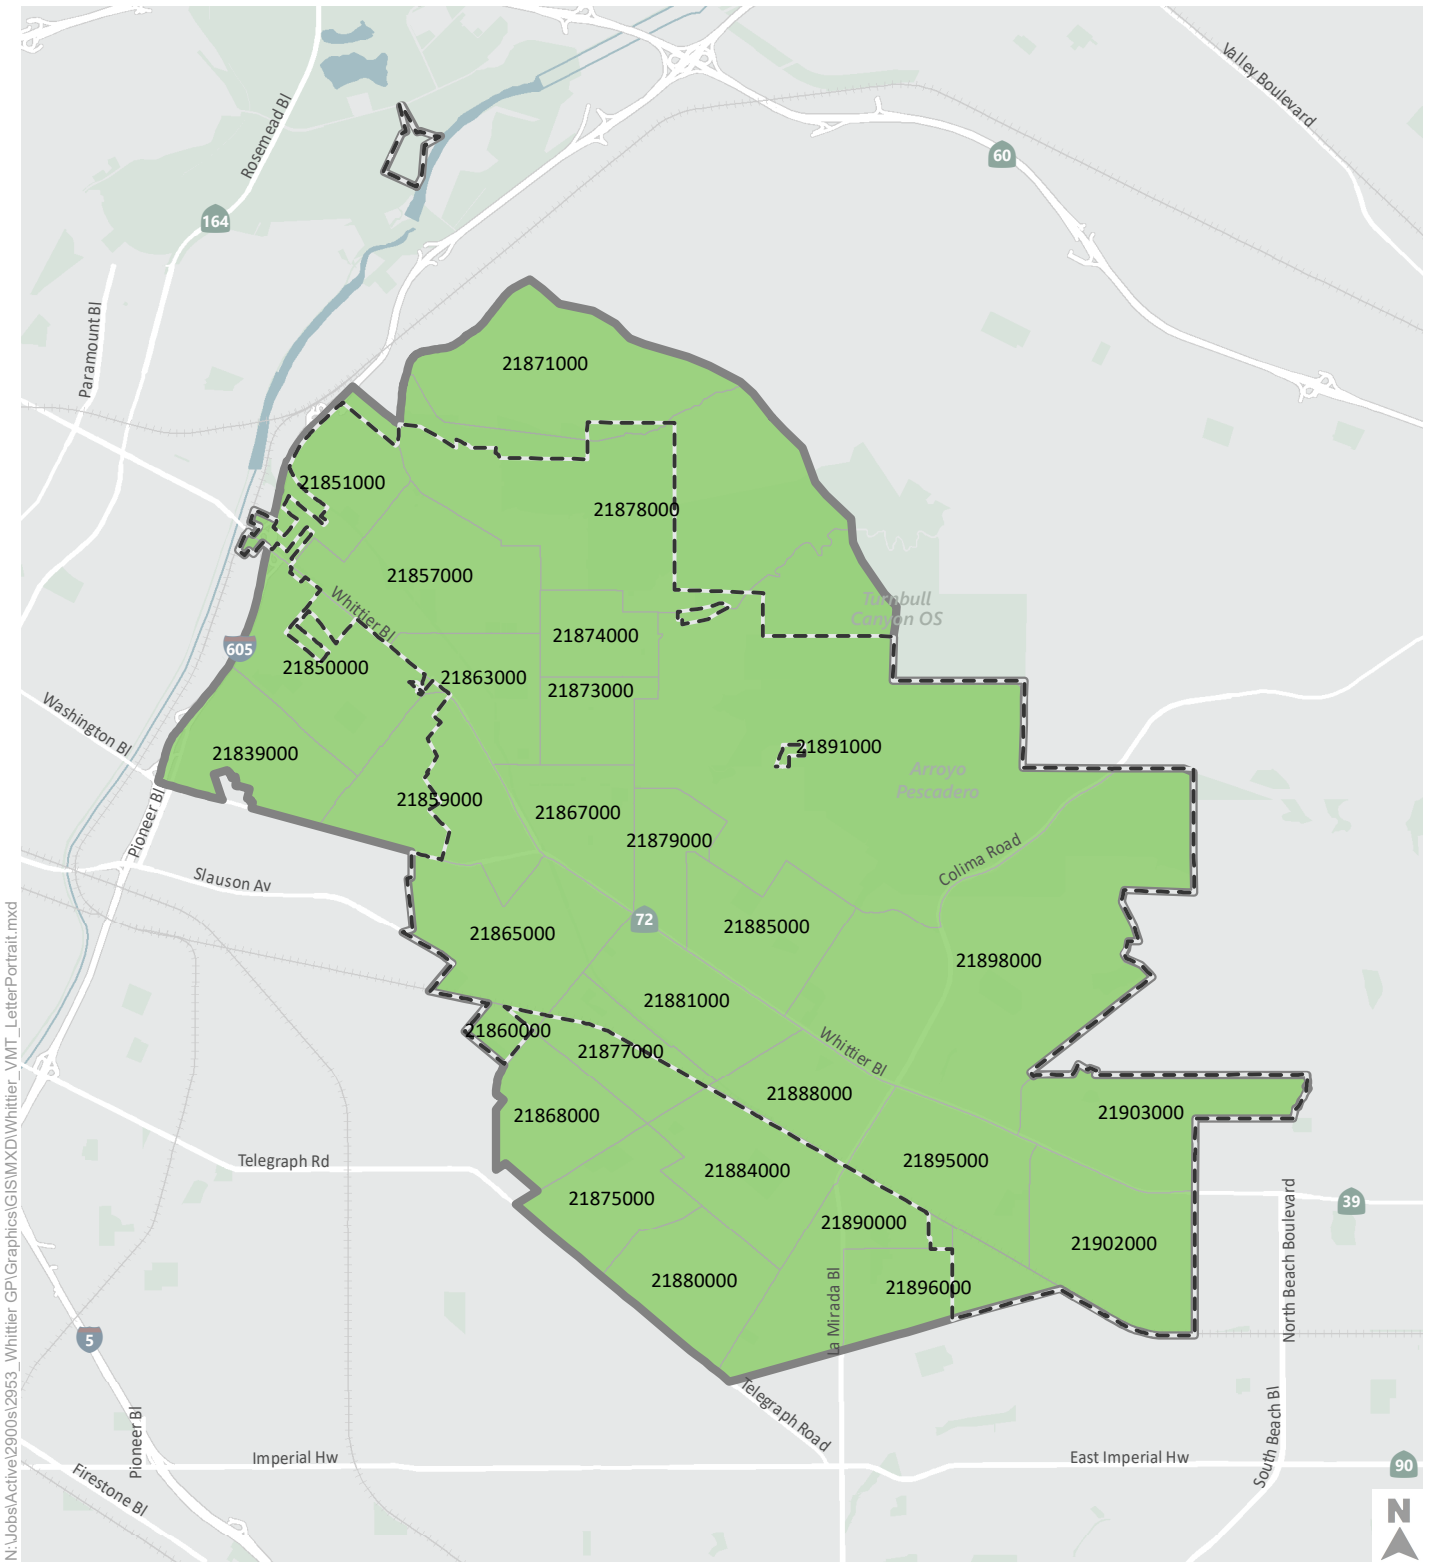 Valley Boulevard
Rosemead Bl
60
164
Paramount Bl
21871000
21851000
21878000
21857000
Whittier Bl
Turnbull
Canyon OS
21874000
605
21850000
21863000
21873000
Washington Bl
21839000
21891000
Arroyo
Pescadero
21859000
21867000
Pioneer Bl
21879000
Colima Road
Slauson Av
72
21885000
21865000
21898000
21881000
21860000
21877000
Whittier Bl
21888000
21868000
21903000
Telegraph Rd
21884000
21895000
21875000
39
21890000
21902000
North Beach Boulevard
21880000
21896000
La Mirada Bl
5
Telegraph Road
South Beach Bl
Pioneer Bl
Imperial Hw
East Imperial Hw
90
Firestone Bl
N
N:\Jobs\Active\2900s\2953_Whittier GP\Graphics\GIS\MXD\Whittier_VMT_LetterPortrait.mxd